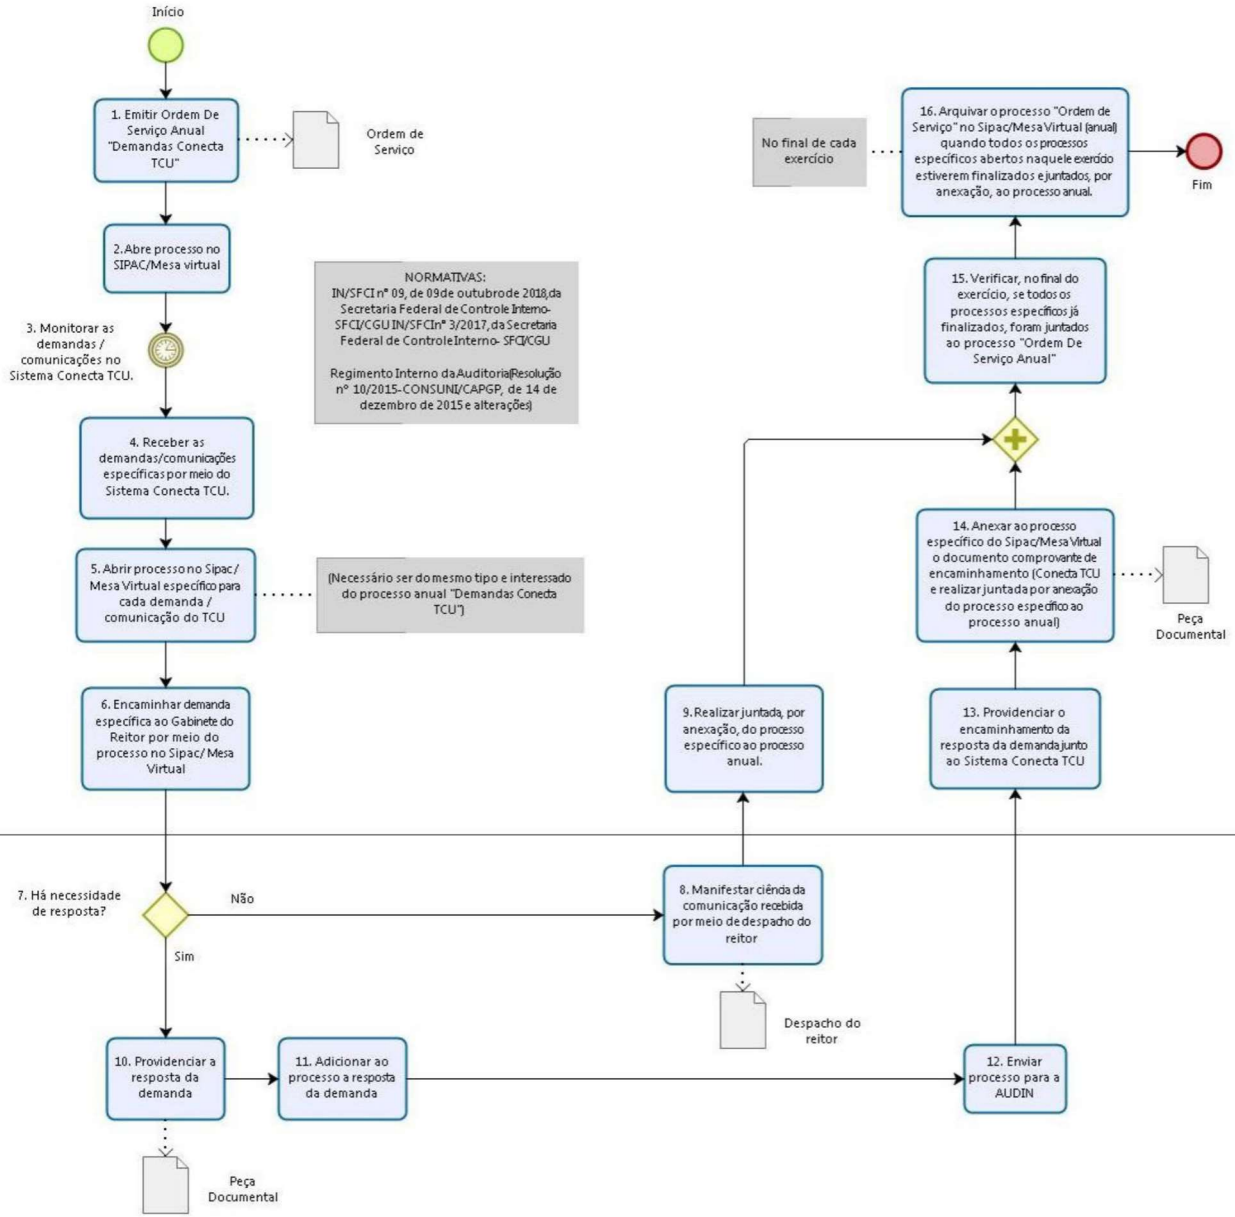 Início
1. Emitir Ordem De
Serviço Anual
"Demandas Conecta
TCU"
Ordem de
Serviço
2.Abre processo no
SIPAC/Mesa virtual
3. Monitorar as
demandas /
comunicações no
Sistema Conecta TCU.
NORMATIVAS:
IN/SFCI n° 09, de 09de outubro de 2018,da
Secretaria Federal de Controle Interno-
SFCI/CGU IN/SFCIn° 3/2017, da Secretaria
Federal de Controle Interno- SFCI/CGU
Regimento Interno da Auditoria(Resolução
nº 10/2015-CONSUNI/CAPGP, de 14 de
dezembro de 2015 e alterações)
4. Receber as
demandas/comunicações
específicas por meio do
Sistema Conecta TCU.
5. Abrir processo no Sipac/
Mesa Virtual específico para
cada demanda /
comunicação do TCU
(Necessário ser do mesmo tipo e interessado
do processo anual "Demandas Conecta
TCU")
6. Encaminhar demanda
específica ao Gabinete do
Reitor por meio do
processo no Sipac/ Mesa
Virtual
7. Há necessidade
de resposta?
Não
Sim
8. Manifestar ciência da
comunicação recebida
por meio de despacho do
reitor
Despacho do
reitor
9. Realizar juntada, por
anexação, do processo
específico ao processo
anual.
10. Providenciar a
resposta da
demanda
Peça
Documental
11. Adicionar ao
processo a resposta
da demanda
12. Enviar
processo para a
AUDIN
13. Providenciar o
encaminhamento da
resposta da demanda junto
ao Sistema Conecta TCU
14. Anexar ao processo
específico do Sipac/Mesa Virtual
o documento comprovante de
encaminhamento (Conecta TCU
e realizar juntada por anexação
do processo específico ao
processo anual)
Peça
Documental
15. Verificar, no final do
exercício, se todos os
processos específicos já
finalizados, foram juntados
ao processo "Ordem De
Serviço Anual"
16. Arquivar o processo "Ordem de
Serviço" no Sipac/Mesa Virtual (anual)
quando todos os processos
específicos abertos naquele exercício
estiverem finalizados e juntados, por
anexação, ao processo anual.
No final de cada
exercício
Fim